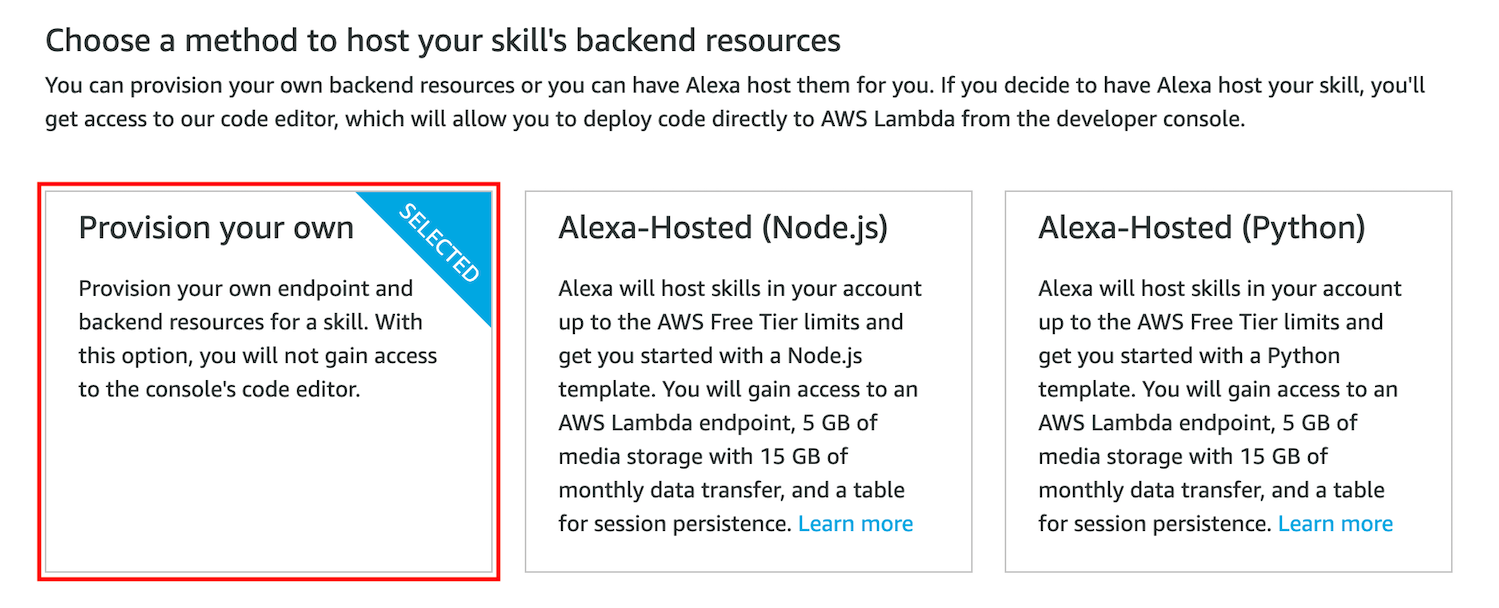 Choose a method to host your skill's backend resources
You can provision your own backend resources or you can have Alexa host them for you. If you decide to have Alexa host your skill, you'll
get access to our code editor, which will allow you to deploy code directly to AWS Lambda from the developer console.
Provision your own
SELECTED
Provision your own endpoint and
backend resources for a skill. With
this option, you will not gain access
to the console's code editor.
Alexa-Hosted (Node.js)
Alexa will host skills in your account
up to the AWS Free Tier limits and
get you started with a Node.js
template. You will gain access to an
AWS Lambda endpoint, 5 GB of
media storage with 15 GB of
monthly data transfer, and a table
for session persistence. Learn more
Alexa-Hosted (Python)
Alexa will host skills in your account
up to the AWS Free Tier limits and
get you started with a Python
template. You will gain access to an
AWS Lambda endpoint, 5 GB of
media storage with 15 GB of
monthly data transfer, and a table
for session persistence. Learn more